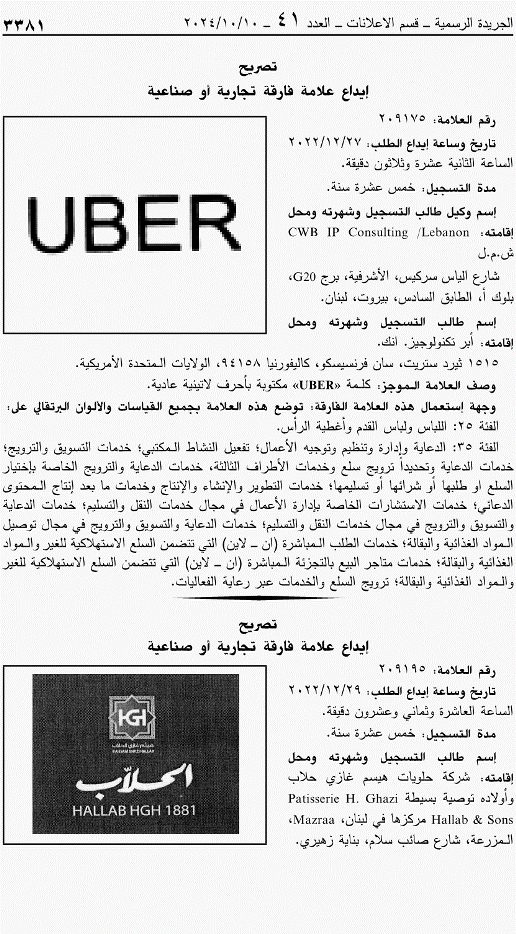 الجريدة الرسمية ــ قسم الاعلانات ــ العدد ٤١ ــ ٢٠٢٤/١٠/١٠
٣٣٨١
تصريح
إيداع علامة فارقة تجارية أو صناعية
رقم العلامة: ٢٠٩١٧٥
تاريخ وساعة إيداع الطلب: ٢٠٢٢/١٢/٢٧
الساعة الثانية عشرة وثلاثون دقيقة.
مدة التسجيل: خمس عشرة سنة.
إسم وكيل طالب التسجيل وشهرته ومحل
إقامته: CWB IP Consulting /Lebanon
ش.م.ل
شارع الياس سركيس، الأشرفية، برج G20،
بلوك أ، الطابق السادس، بيروت، لبنان.
إسم طالب التسجيل وشهرته ومحل
إقامته: أبر تكنولوجيز. انك.
UBER
١٥١٥ ثيرد ستريت، سان فرنسيسكو، كاليفورنيا ٩٤١٥٨، الولايات المتحدة الأمريكية.
وصف العلامة الموجز: كلمة «UBER» مكتوبة بأحرف لاتينية عادية.
وجهة إستعمال هذه العلامة الفارقة: توضع هذه العلامة بجميع القياسات والألوان البرتقالي على:
الفئة ٢٥: اللباس ولباس القدم وأغطية الرأس.
الفئة ٣٥: الدعاية وإدارة وتنظيم وتوجيه الأعمال؛ تفعيل النشاط المكتبي؛ خدمات التسويق والترويج؛
خدمات الدعاية وتحديداً ترويج سلع وخدمات الأطراف الثالثة، خدمات الدعاية والترويج الخاصة بإختيار
السلع او طلبها أو شرائها أو تسليمها؛ خدمات التطوير والإنشاء والإنتاج وخدمات ما بعد إنتاج المحتوى
الدعائي؛ خدمات الاستشارات الخاصة بإدارة الأعمال في مجال خدمات النقل والتسليم؛ خدمات الدعاية
والتسويق والترويج في مجال خدمات النقل والتسليم؛ خدمات الدعاية والتسويق والترويج في مجال توصيل
المواد الغذائية والبقالة؛ خدمات الطلب المباشرة (ان ــ لاين) التي تتضمن السلع الاستهلاكية للغير والمواد
الغذائية والبقالة؛ خدمات متاجر البيع بالتجزئة المباشرة (ان ــ لاين) التي تتضمن السلع الاستهلاكية للغير
والمواد الغذائية والبقالة؛ ترويج السلع والخدمات عبر رعاية الفعاليات.
تصريح
إيداع علامة فارقة تجارية أو صناعية
رقم العلامة: ٢٠٩١٩٥
تاريخ وساعة إيداع الطلب: ٢٠٢٢/١٢/٢٩
الساعة العاشرة وثماني وعشرون دقيقة.
مدة التسجيل: خمس عشرة سنة.
إسم طالب التسجيل وشهرته ومحل
إقامته: شركة حلويات هيسم غازي حلاب
وأولاده توصية بسيطة Patisserie H. Ghazi
Hallab & Sons مركزها في لبنان، Mazraa،
المزرعة، شارع صائب سلام، بناية زهيري.
HGH
هيثم غازي الحلاب
الحلاب
HALLAB HGH 1881